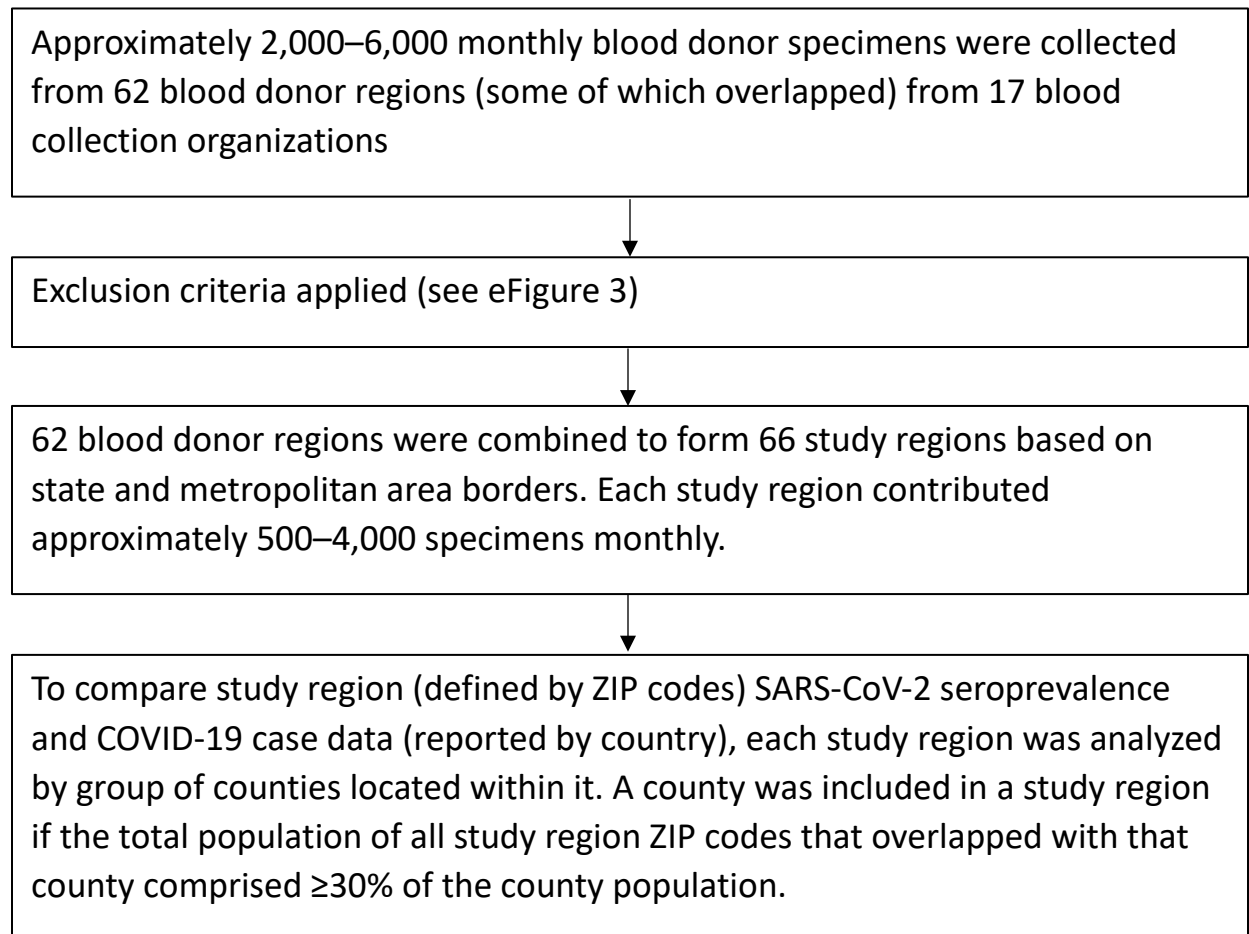 Approximately 2,000–6,000 monthly blood donor specimens were collected
from 62 blood donor regions (some of which overlapped) from 17 blood
collection organizations
Exclusion criteria applied (see eFigure 3)
62 blood donor regions were combined to form 66 study regions based on
state and metropolitan area borders. Each study region contributed
approximately 500–4,000 specimens monthly.
To compare study region (defined by ZIP codes) SARS-CoV-2 seroprevalence
and COVID-19 case data (reported by country), each study region was analyzed
by group of counties located within it. A county was included in a study region
if the total population of all study region ZIP codes that overlapped with that
county comprised ≥30% of the county population.